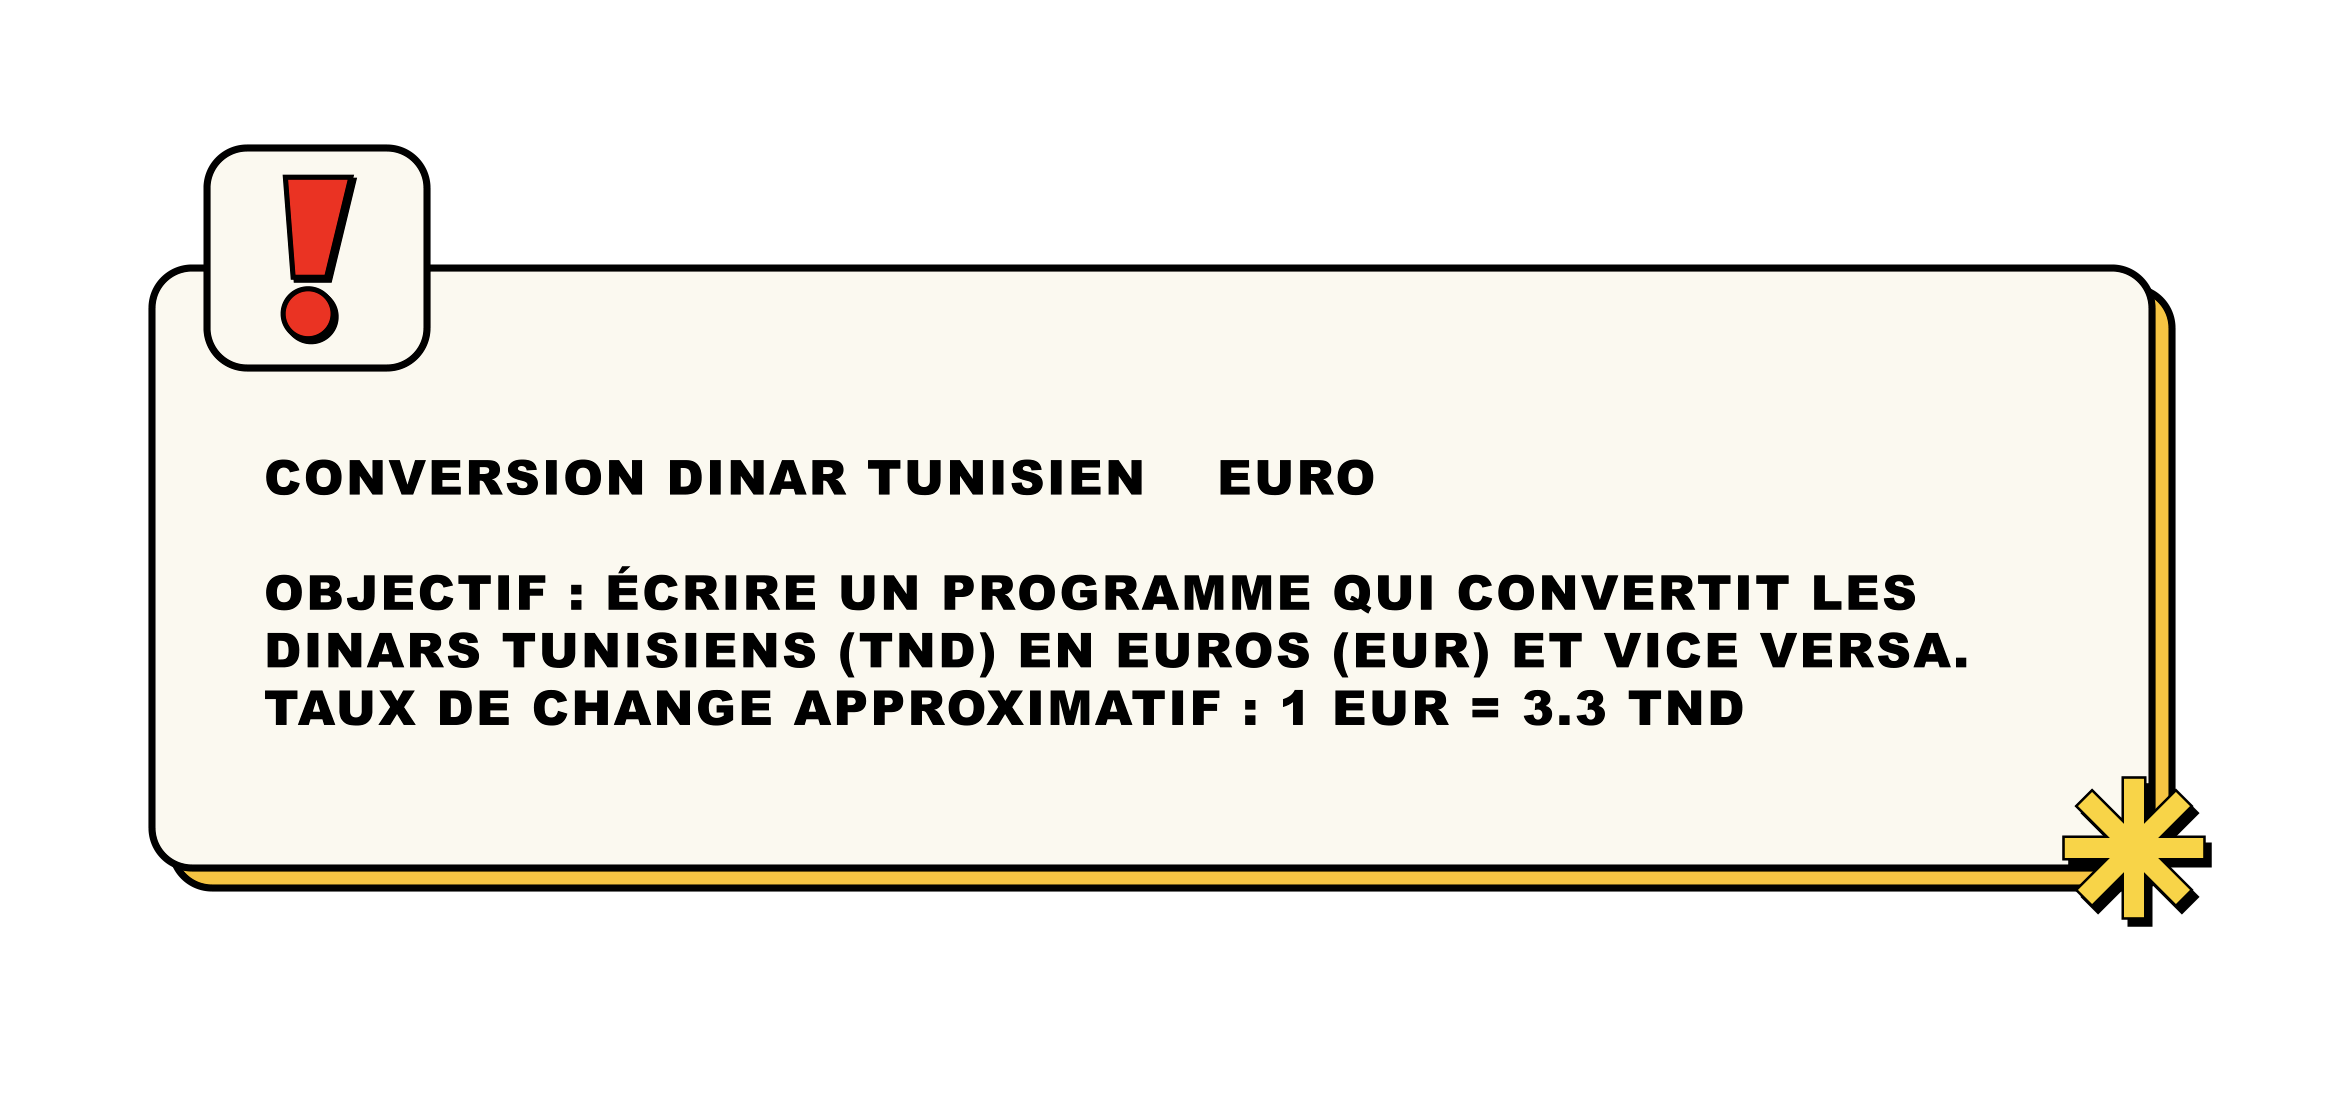 CONVERSION DINAR TUNISIEN EURO
OBJECTIF : ÉCRIRE UN PROGRAMME QUI CONVERTIT LES
DINARS TUNISIENS (TND) EN EUROS (EUR) ET VICE VERSA.
TAUX DE CHANGE APPROXIMATIF : 1 EUR = 3.3 TND